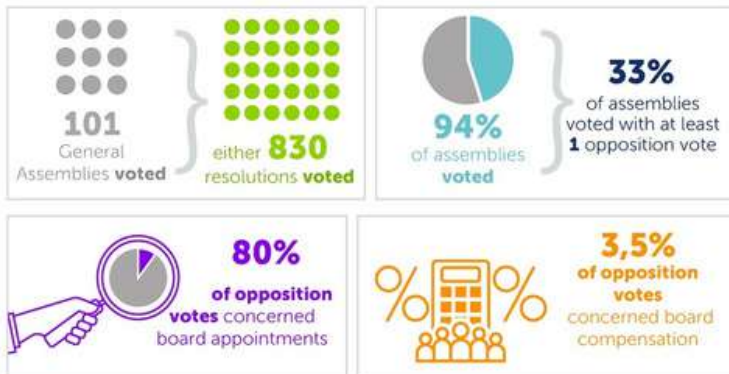 101
General
Assemblies voted
either 830
resolutions voted
94%
of assemblies
voted
33%
of assemblies
voted with at least
1 opposition vote
80%
of opposition
votes concerned
board appointments
% %
3,5%
of opposition
votes
concerned board
compensation